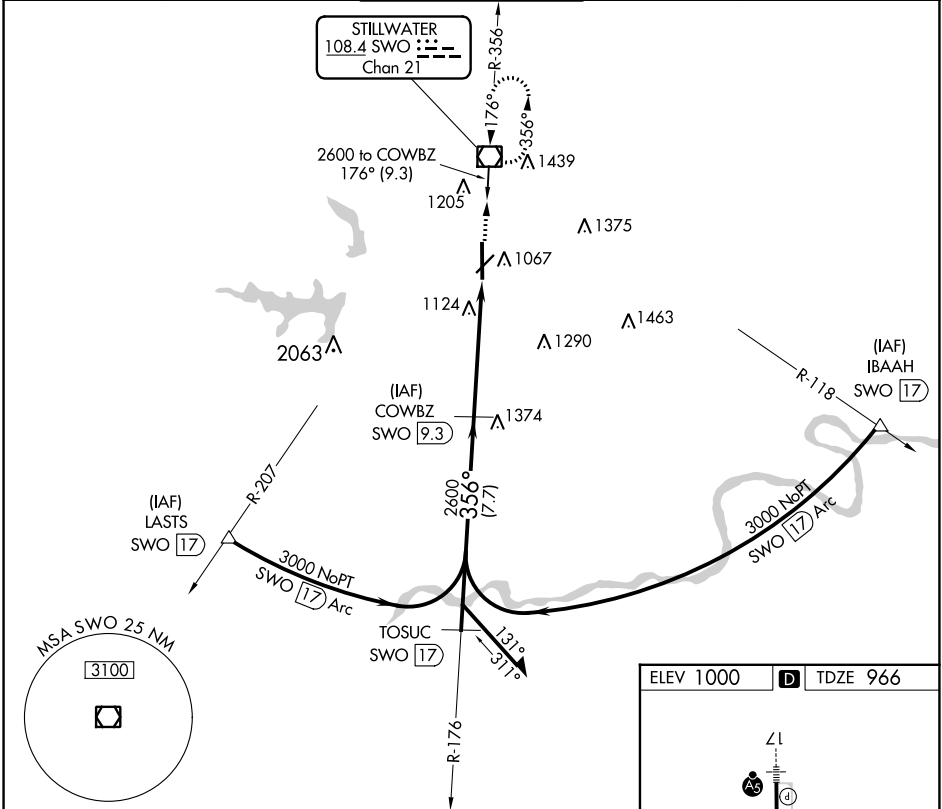 STILLWATER
108.4 SWO
Chan 21
R-356
176°
356°
2600 to COWBZ
176° (9.3)
1439
1205
1375
1067
1124
1463
1290
2063
(IAF)
IBAAH
SWO 17
R-118
(IAF)
COWBZ
SWO 9.3
1374
R-207
2600
356°
(7.7)
(IAF)
LASTS
SWO 17
3000 NoPT
SWO 17 Arc
3000 NoPT
SWO 17 Arc
TOSUC
SWO 17
131°
311°
MSA SWO 25 NM
3100
R-176
ELEV 1000 D TDZE 966
17
A5
P